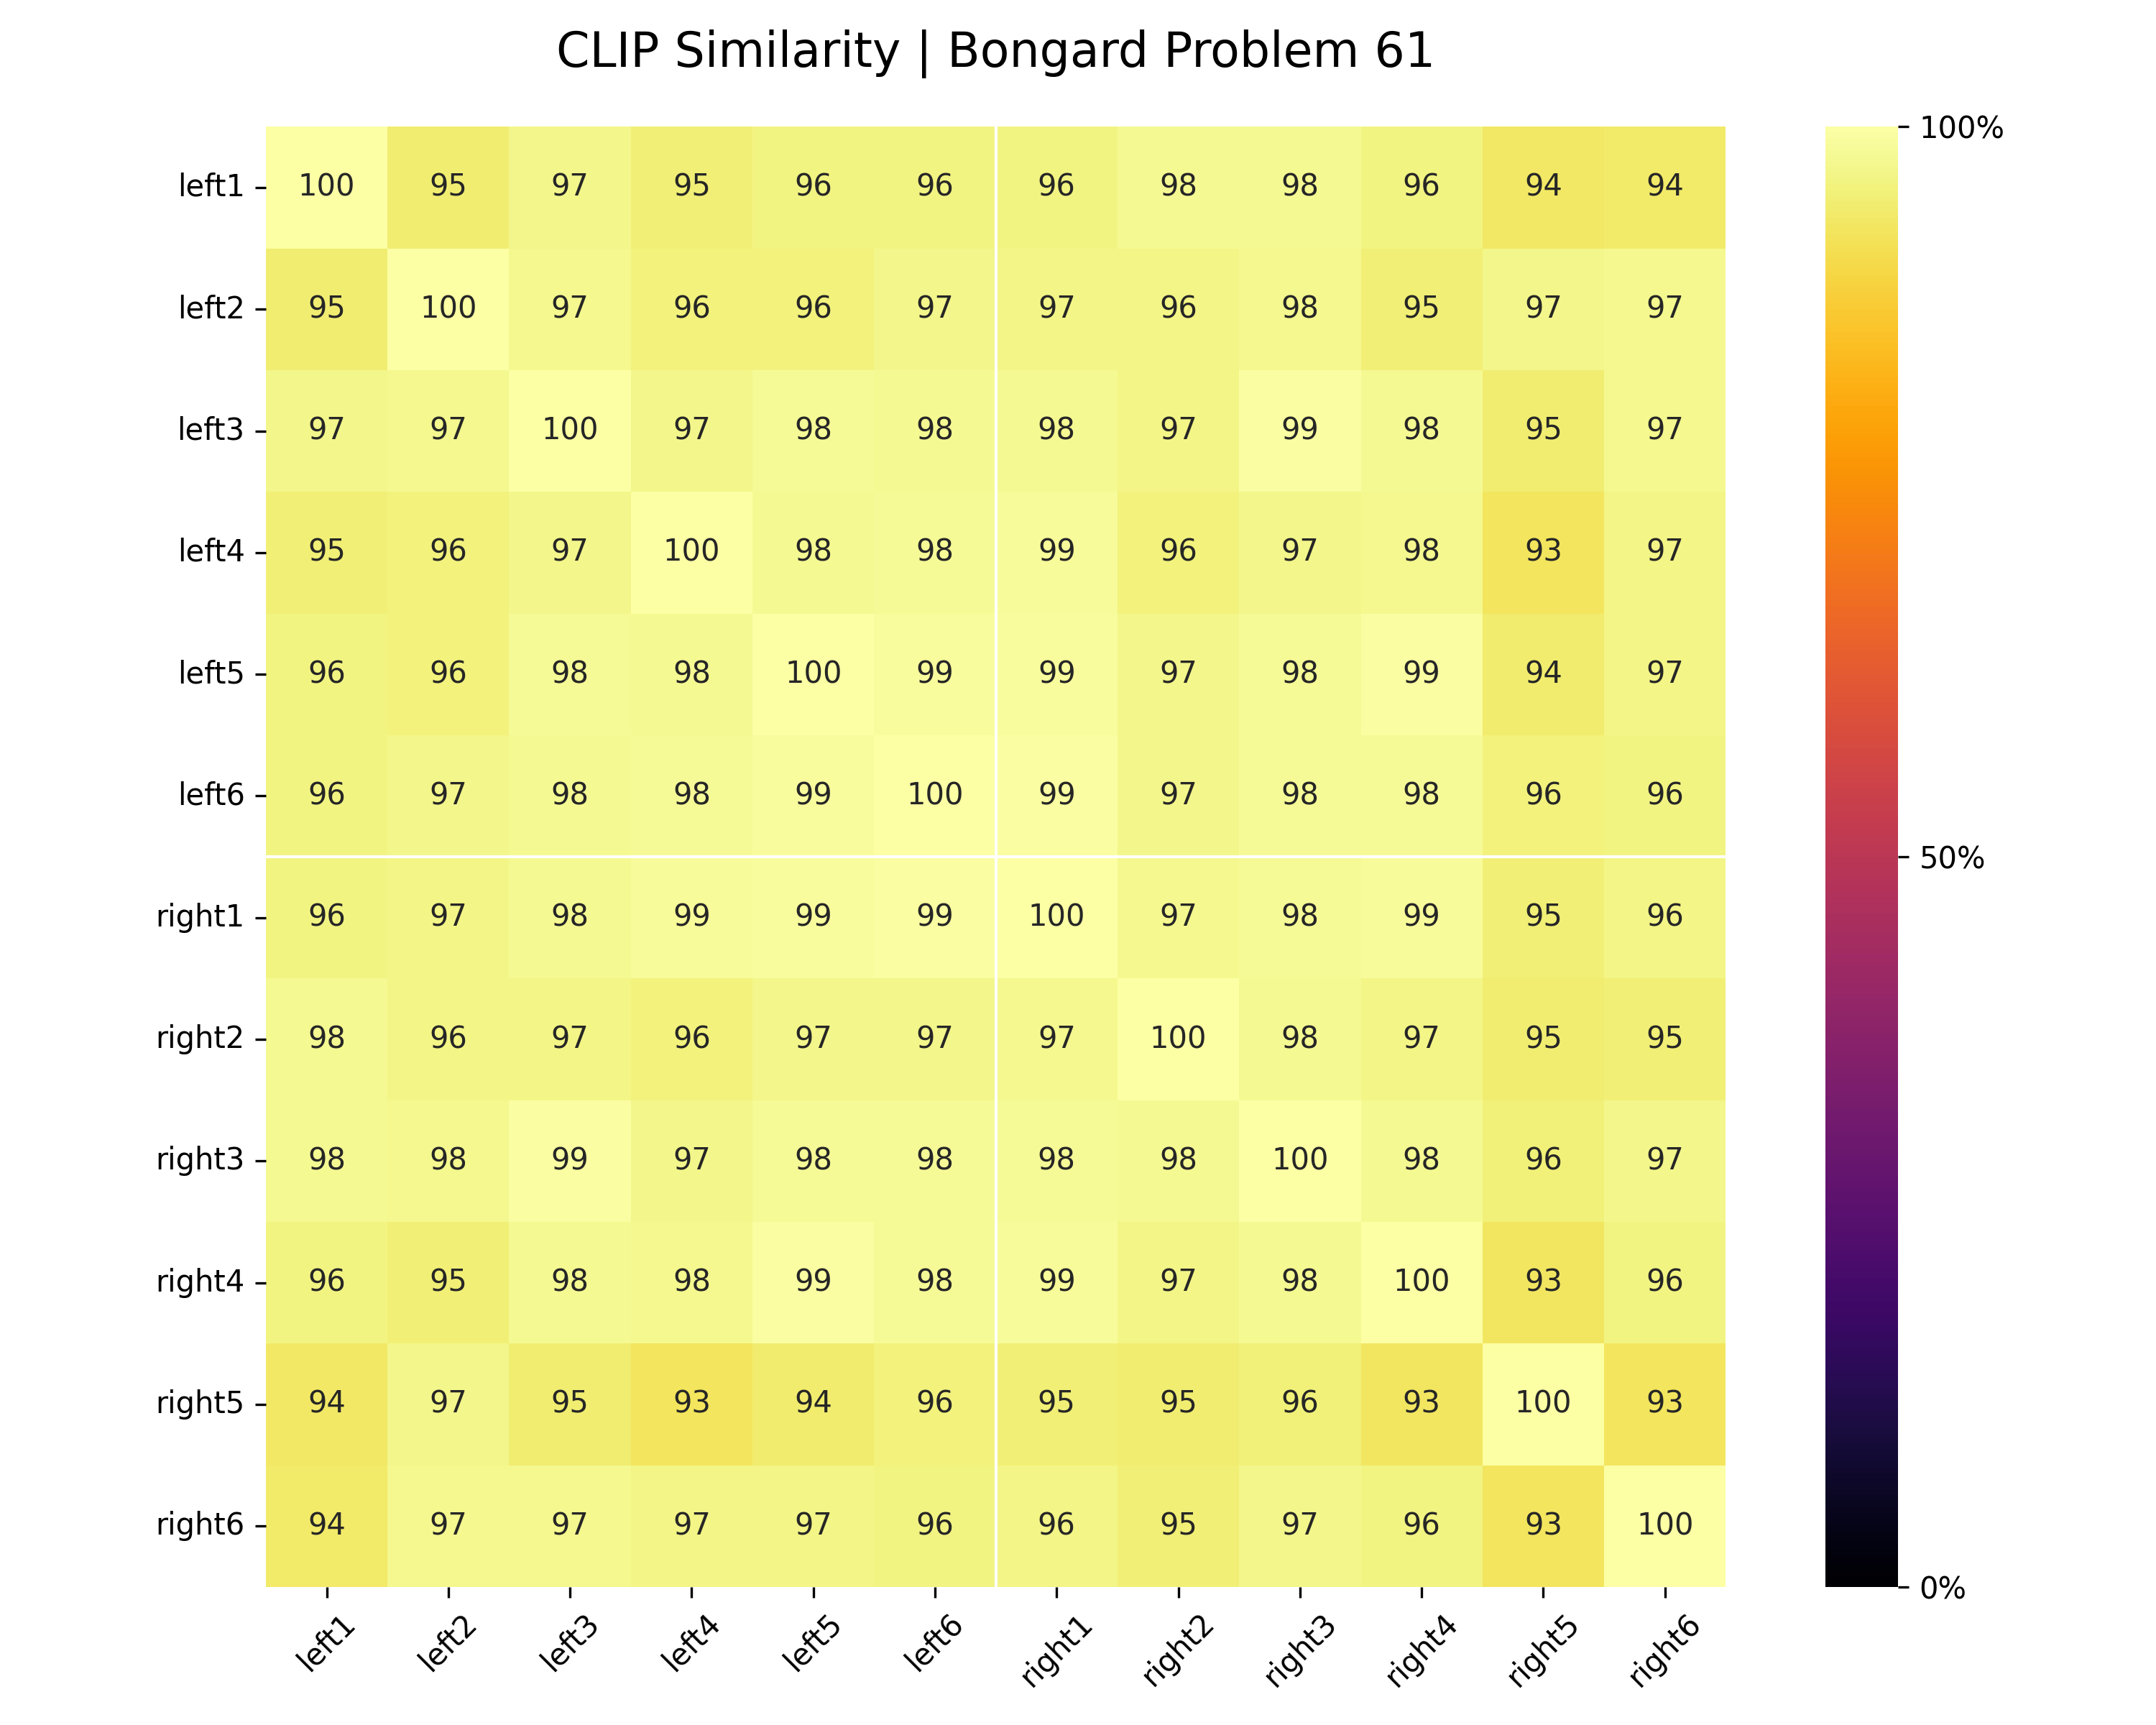 CLIP Similarity | Bongard Problem 61
left1 100 95 97 95 96 96 96 98 98 96 94 94
left2 95 100 97 96 96 97 97 96 98 95 97 97
left3 97 97 100 97 98 98 98 97 99 98 95 97
left4 95 96 97 100 98 98 99 96 97 98 93 97
left5 96 96 98 98 100 99 99 97 98 99 94 97
left6 96 97 98 98 99 100 99 97 98 98 96 96
right1 96 97 98 99 99 99 100 97 98 99 95 96
right2 98 96 97 96 97 97 97 100 98 97 95 95
right3 98 98 99 97 98 98 98 98 100 98 96 97
right4 96 95 98 98 99 98 99 97 98 100 93 96
right5 94 97 95 93 94 96 95 95 96 93 100 93
right6 94 97 97 97 97 96 96 95 97 96 93 100
left1 left2 left3 left4 left5 left6 right1 right2 right3 right4 right5 right6
100%
50%
0%